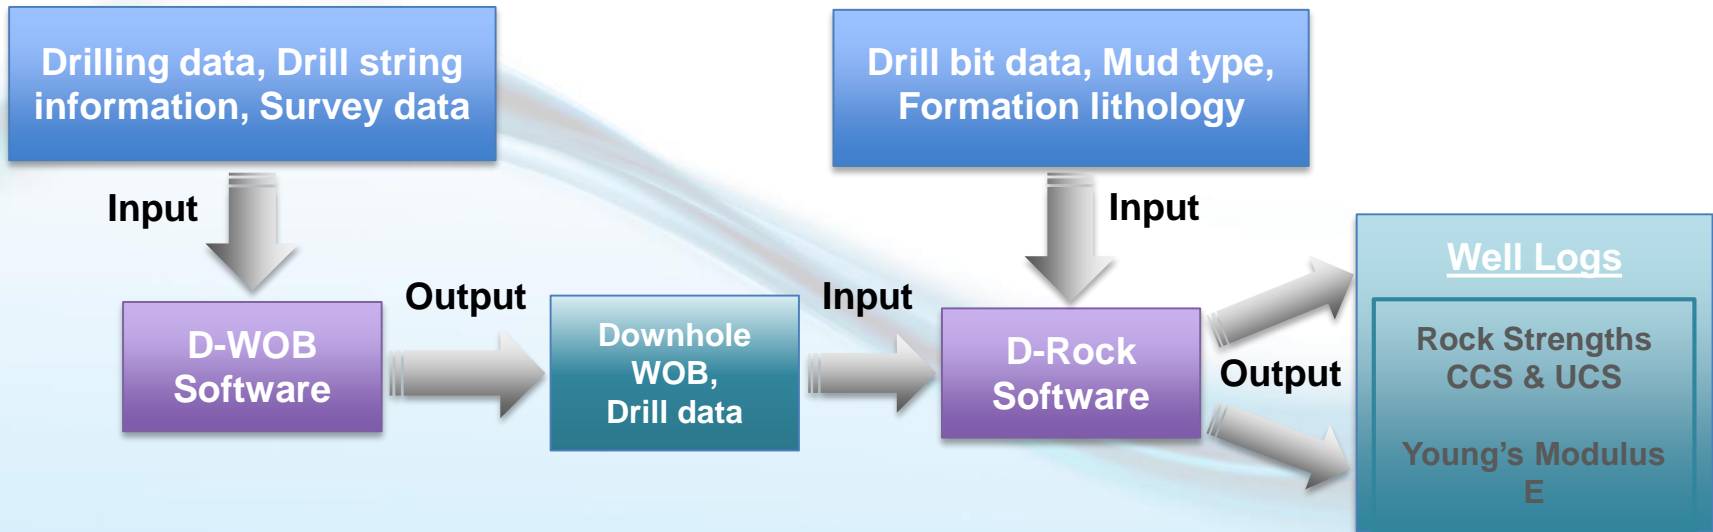 Drilling data, Drill string
information, Survey data
Drill bit data, Mud type,
Formation lithology
Input
Input
D-WOB
Software
Output
Downhole
WOB,
Drill data
Input
D-Rock
Software
Output
Well Logs
Rock Strengths
CCS & UCS
Young’s Modulus
E